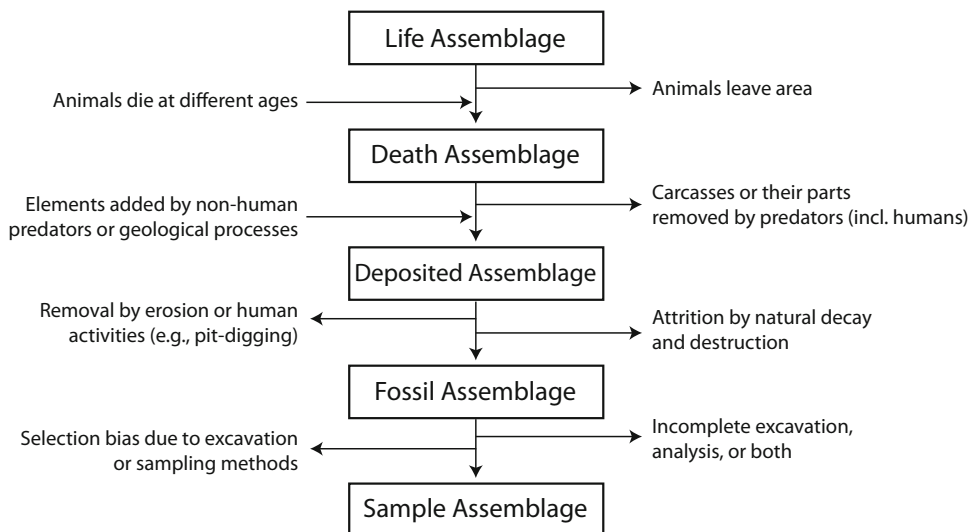 Life Assemblage
Animals die at different ages
Animals leave area
Death Assemblage
Elements added by non-human
predators or geological processes
Carcasses or their parts
removed by predators (incl. humans)
Deposited Assemblage
Removal by erosion or human
activities (e.g., pit-digging)
Attrition by natural decay
and destruction
Fossil Assemblage
Selection bias due to excavation
or sampling methods
Incomplete excavation,
analysis, or both
Sample Assemblage